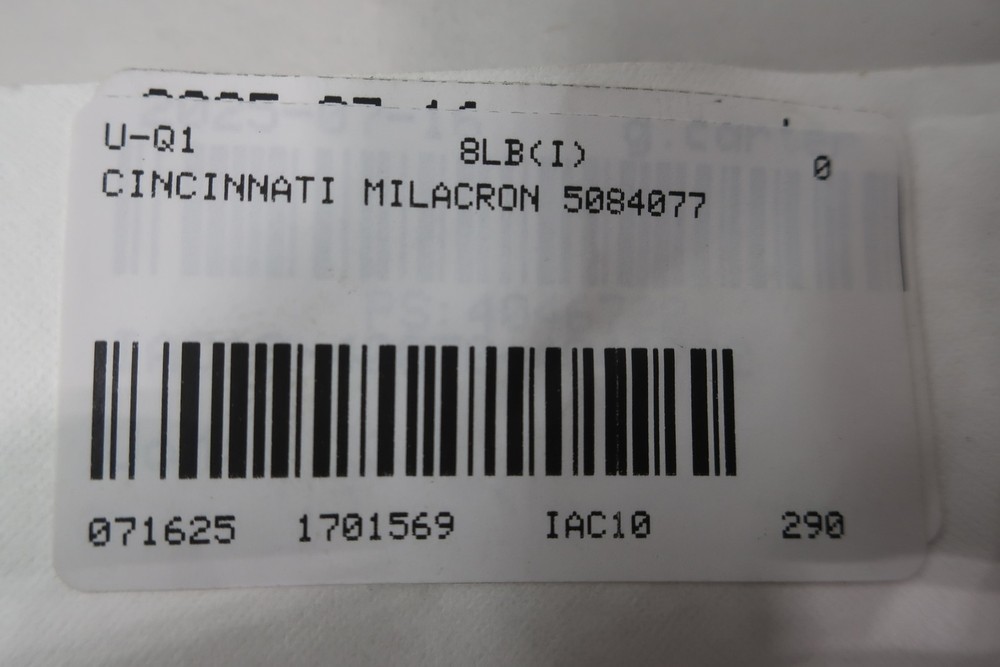 U-Q1 8LB(I) 0
CINCINNATI MILACRON 5084077
071625 1701569 IAC10 290